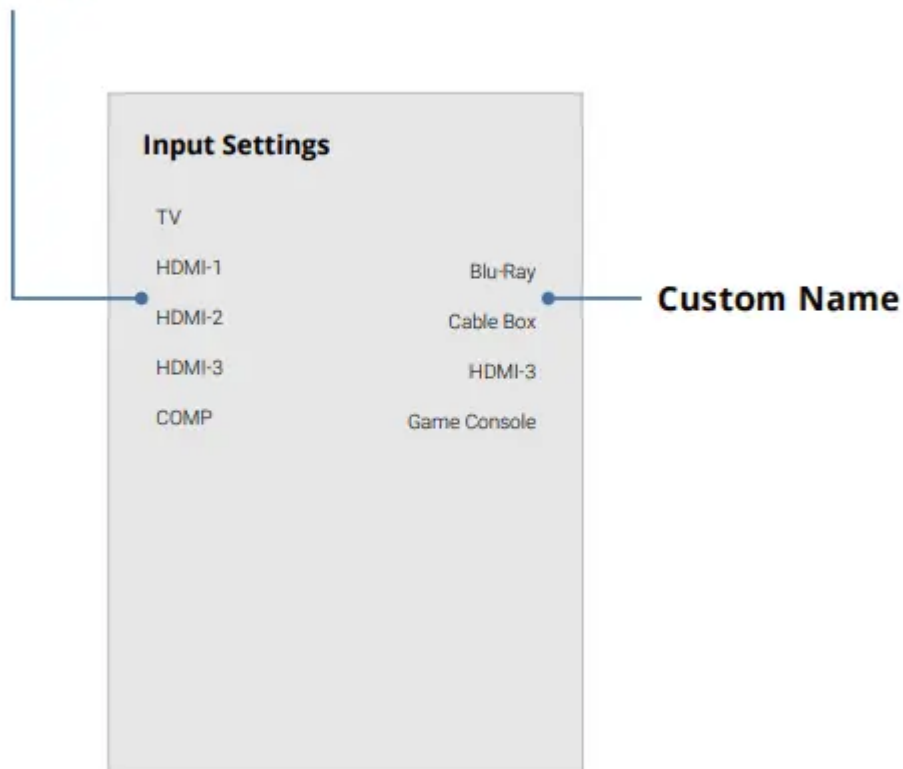 Input Settings
TV
HDMI-1 Blu-Ray
Custom Name
HDMI-2 Cable Box
HDMI-3 HDMI-3
COMP Game Console